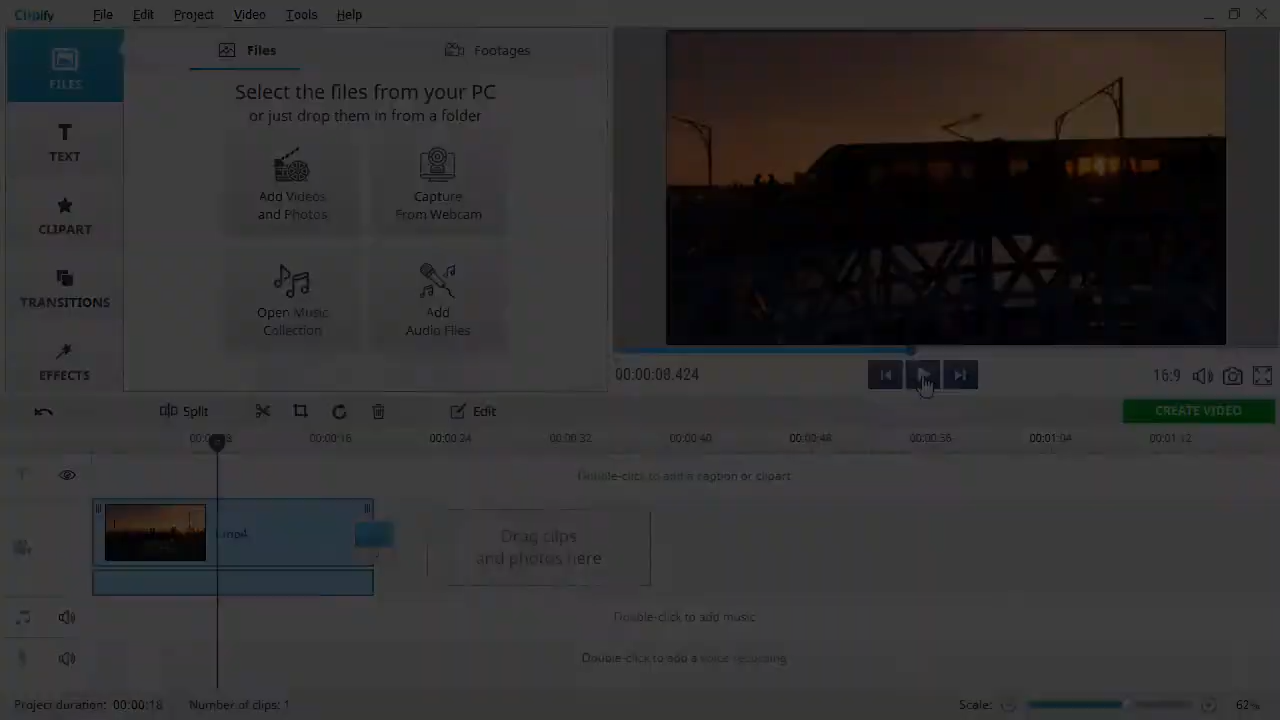 Clipify
File Edit Project Video Tools Help
FILES
TEXT
CLIPART
TRANSITIONS
EFFECTS
Files
Footages
Select the files from your PC
or just drop them in from a folder
Add Videos
and Photos
Capture
From Webcam
Open Music
Collection
Add
Audio Files
00:00:08.424
16:9
Split
Edit
CREATE VIDEO
00:00:16 00:00:24 00:00:32 00:00:40 00:00:48 00:00:56 00:01:04 00:01:12
Double-click to add a caption or clipart
Drag clips
and photos here
Double-click to add music
Double-click to add a voice recording
Project duration: 00:00:18
Number of clips: 1
Scale:
62%